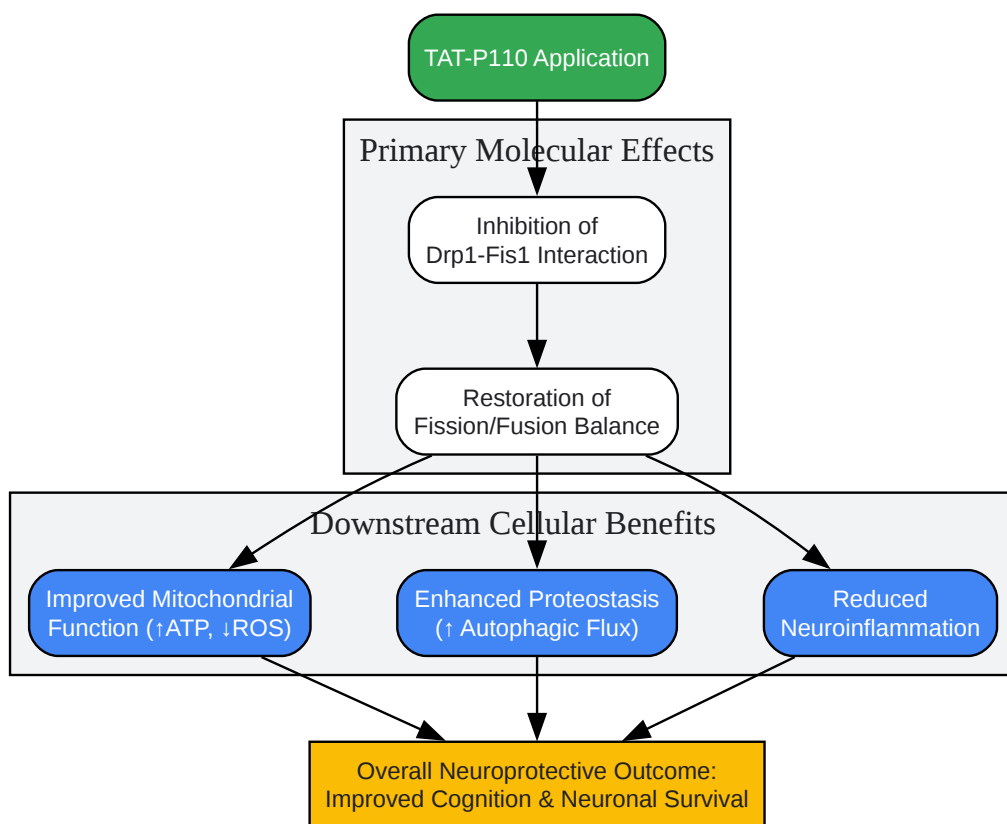 TAT-P110 Application
Primary Molecular Effects
Inhibition of
Drp1-Fis1 Interaction
Restoration of
Fission/Fusion Balance
Downstream Cellular Benefits
Improved Mitochondrial
Function (↑ATP, ↓ROS)
Enhanced Proteostasis
(↑ Autophagic Flux)
Reduced
Neuroinflammation
Overall Neuroprotective Outcome:
Improved Cognition & Neuronal Survival